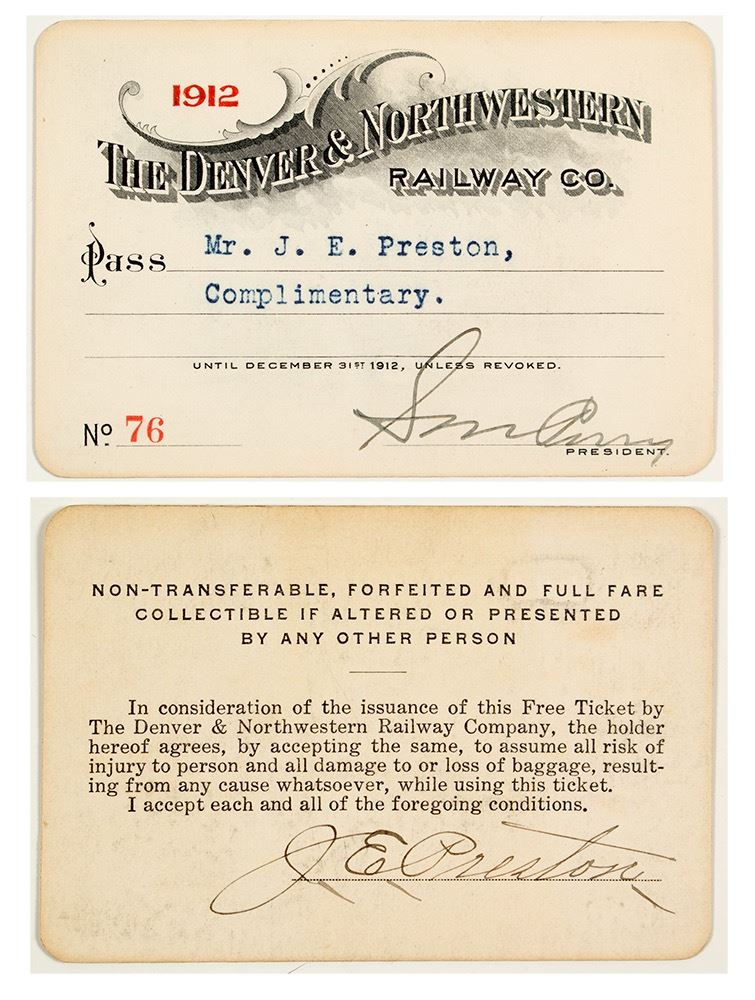 1912
THE DENVER & NORTHWESTERN
RAILWAY CO.
Pass Mr. J. E. Preston,
Complimentary.
UNTIL DECEMBER 31ST 1912, UNLESS REVOKED.
No 76
PRESIDENT.
NON-TRANSFERABLE, FORFEITED AND FULL FARE
COLLECTIBLE IF ALTERED OR PRESENTED
BY ANY OTHER PERSON
In consideration of the issuance of this Free Ticket by
The Denver & Northwestern Railway Company, the holder
hereof agrees, by accepting the same, to assume all risk of
injury to person and all damage to or loss of baggage, result-
ing from any cause whatsoever, while using this ticket.
I accept each and all of the foregoing conditions.
J E Preston